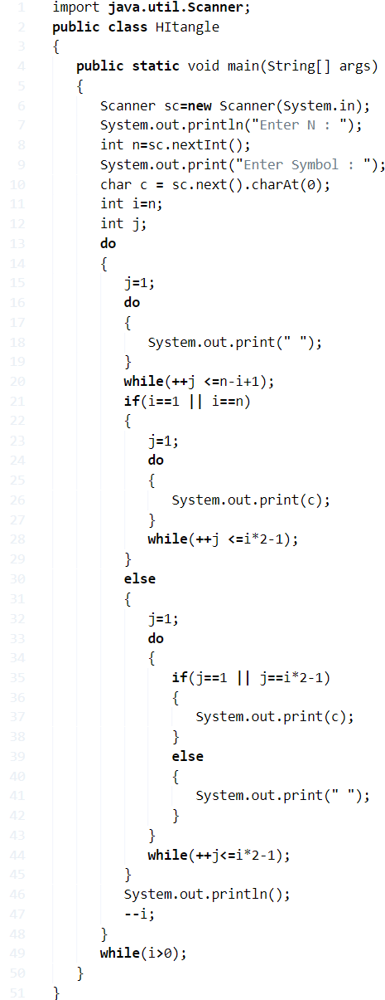 1 import java.util.Scanner;
2 public class HItangle
3 {
4 public static void main(String[] args)
5 {
6 Scanner sc=new Scanner(System.in);
7 System.out.println("Enter N : ");
8 int n=sc.nextInt();
9 System.out.print("Enter Symbol : ");
10 char c = sc.next().charAt(0);
11 int i=n;
12 int j;
13 do
14 {
15 j=1;
16 do
17 {
18 System.out.print(" ");
19 }
20 while(++j <=n-i+1);
21 if(i==1 || i==n)
22 {
23 j=1;
24 do
25 {
26 System.out.print(c);
27 }
28 while(++j <=i*2-1);
29 }
30 else
31 {
32 j=1;
33 do
34 {
35 if(j==1 || j==i*2-1)
36 {
37 System.out.print(c);
38 }
39 else
40 {
41 System.out.print(" ");
42 }
43 }
44 while(++j<=i*2-1);
45 }
46 System.out.println();
47 --i;
48 }
49 while(i>0);
50 }
51 }